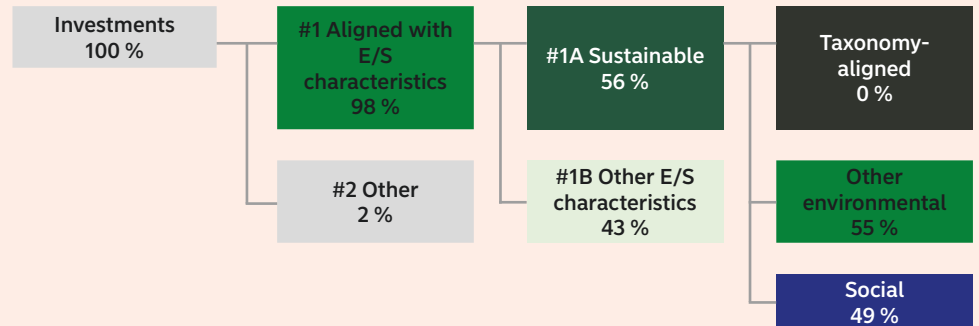 Investments
100 %
#1 Aligned with
E/S
characteristics
98 %
#1A Sustainable
56 %
Taxonomy-
aligned
0 %
#2 Other
2 %
#1B Other E/S
characteristics
43 %
Other
environmental
55 %
Social
49 %